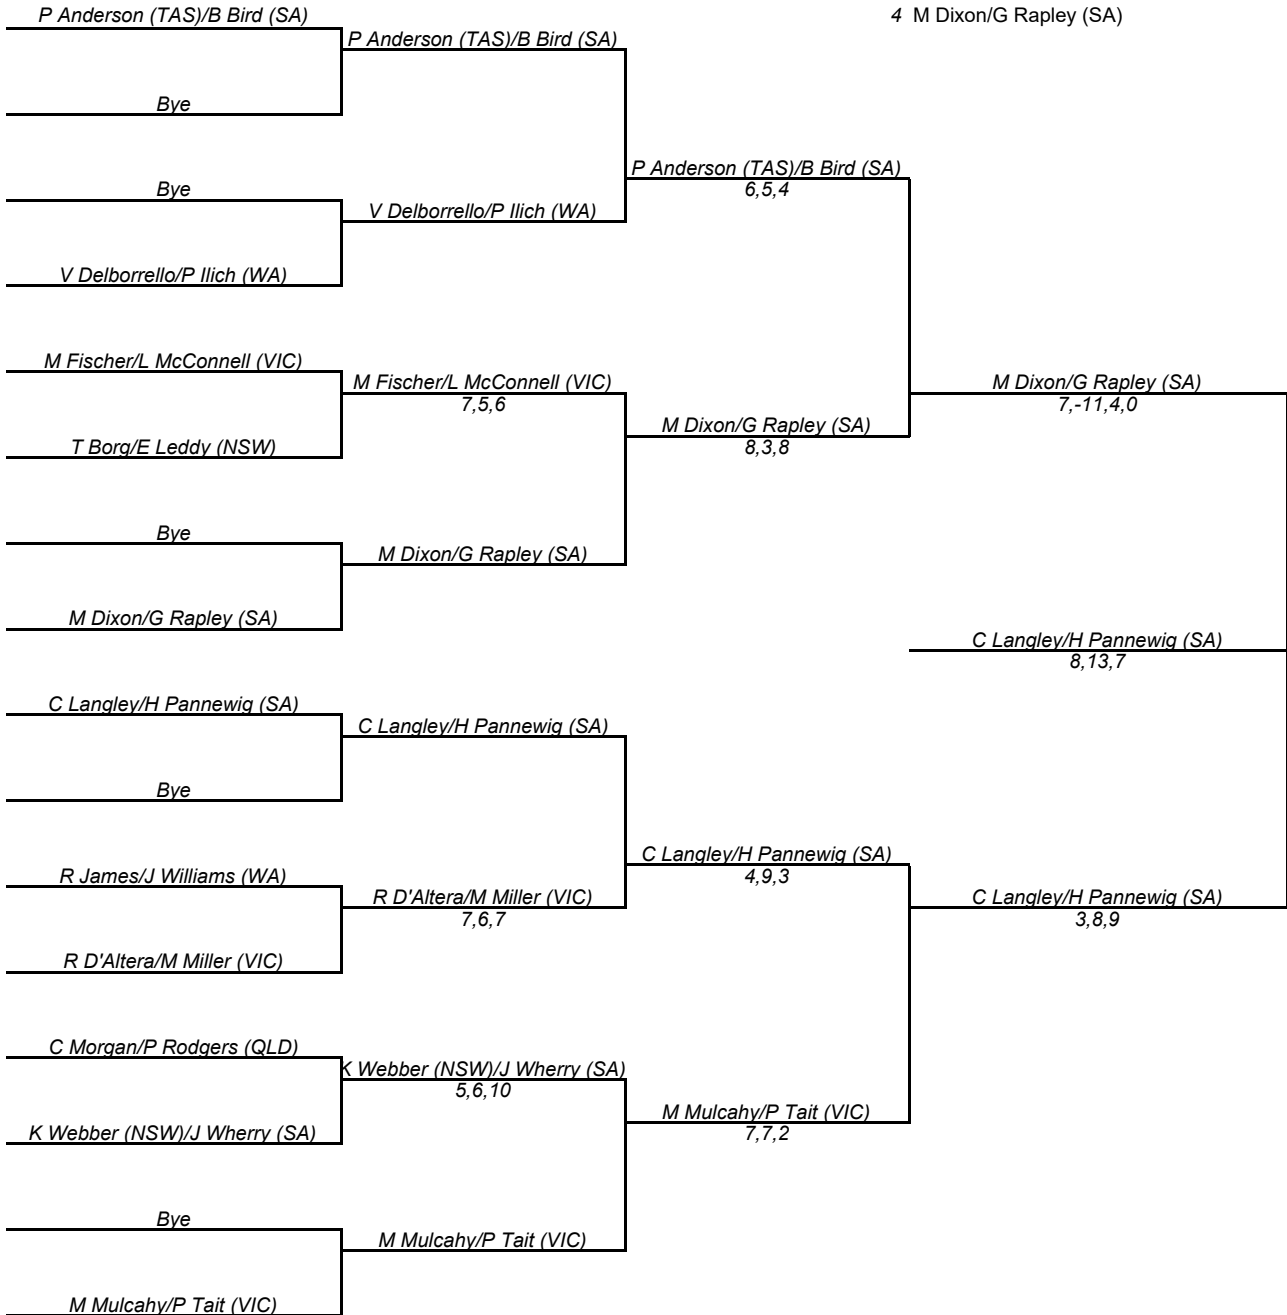 P Anderson (TAS)/B Bird (SA)
4 M Dixon/G Rapley (SA)
P Anderson (TAS)/B Bird (SA)
Bye
P Anderson (TAS)/B Bird (SA)
6,5,4
Bye
V Delborrello/P Ilich (WA)
V Delborrello/P Ilich (WA)
M Fischer/L McConnell (VIC)
M Fischer/L McConnell (VIC)
7,5,6
M Dixon/G Rapley (SA)
7,-11,4,0
M Dixon/G Rapley (SA)
8,3,8
T Borg/E Leddy (NSW)
Bye
M Dixon/G Rapley (SA)
M Dixon/G Rapley (SA)
C Langley/H Pannewig (SA)
8,13,7
C Langley/H Pannewig (SA)
C Langley/H Pannewig (SA)
Bye
C Langley/H Pannewig (SA)
4,9,3
R James/J Williams (WA)
R D'Altera/M Miller (VIC)
7,6,7
C Langley/H Pannewig (SA)
3,8,9
R D'Altera/M Miller (VIC)
C Morgan/P Rodgers (QLD)
K Webber (NSW)/J Wherry (SA)
5,6,10
M Mulcahy/P Tait (VIC)
7,7,2
K Webber (NSW)/J Wherry (SA)
Bye
M Mulcahy/P Tait (VIC)
M Mulcahy/P Tait (VIC)